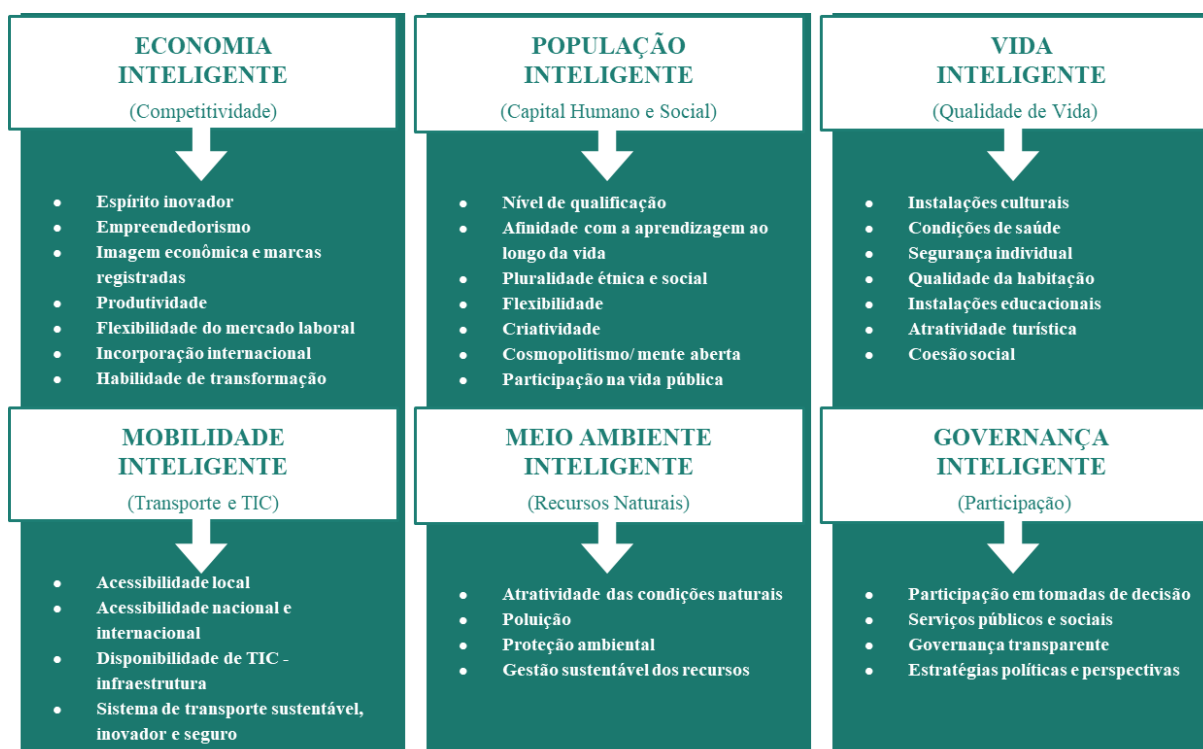 ECONOMIA
INTELIGENTE
(Competitividade)
• Espírito inovador
• Empreendedorismo
• Imagem econômica e marcas
registradas
• Produtividade
• Flexibilidade do mercado laboral
• Incorporação internacional
• Habilidade de transformação
POPULAÇÃO
INTELIGENTE
(Capital Humano e Social)
• Nível de qualificação
• Afinidade com a aprendizagem ao
longo da vida
• Pluralidade étnica e social
• Flexibilidade
• Criatividade
• Cosmopolitismo/ mente aberta
• Participação na vida pública
VIDA
INTELIGENTE
(Qualidade de Vida)
• Instalações culturais
• Condições de saúde
• Segurança individual
• Qualidade da habitação
• Instalações educacionais
• Atratividade turística
• Coesão social
MOBILIDADE
INTELIGENTE
(Transporte e TIC)
• Acessibilidade local
• Acessibilidade nacional e
internacional
• Disponibilidade de TIC -
infraestrutura
• Sistema de transporte sustentável,
inovador e seguro
MEIO AMBIENTE
INTELIGENTE
(Recursos Naturais)
• Atratividade das condições naturais
• Poluição
• Proteção ambiental
• Gestão sustentável dos recursos
GOVERNANÇA
INTELIGENTE
(Participação)
• Participação em tomadas de decisão
• Serviços públicos e sociais
• Governança transparente
• Estratégias políticas e perspectivas